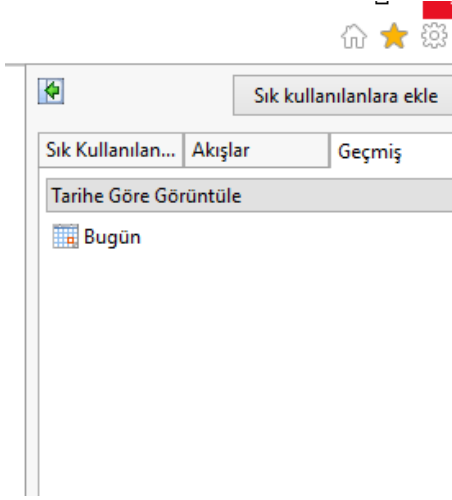 Sık kullanılanlara ekle
Sık Kullanılan... Akışlar Geçmiş
Tarihe Göre Görüntüle
Bugün